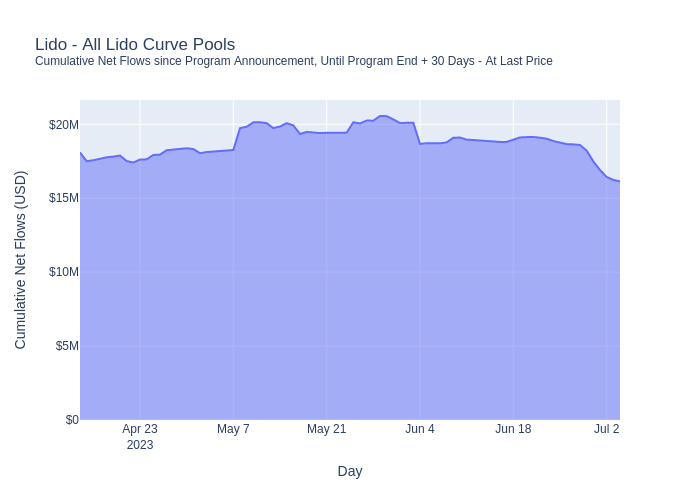 Lido - All Lido Curve Pools
Cumulative Net Flows since Program Announcement, Until Program End + 30 Days - At Last Price
Cumulative Net Flows (USD)
$20M
$15M
$10M
$5M
$0
Apr 23
2023
May 7
May 21
Jun 4
Jun 18
Jul 2
Day